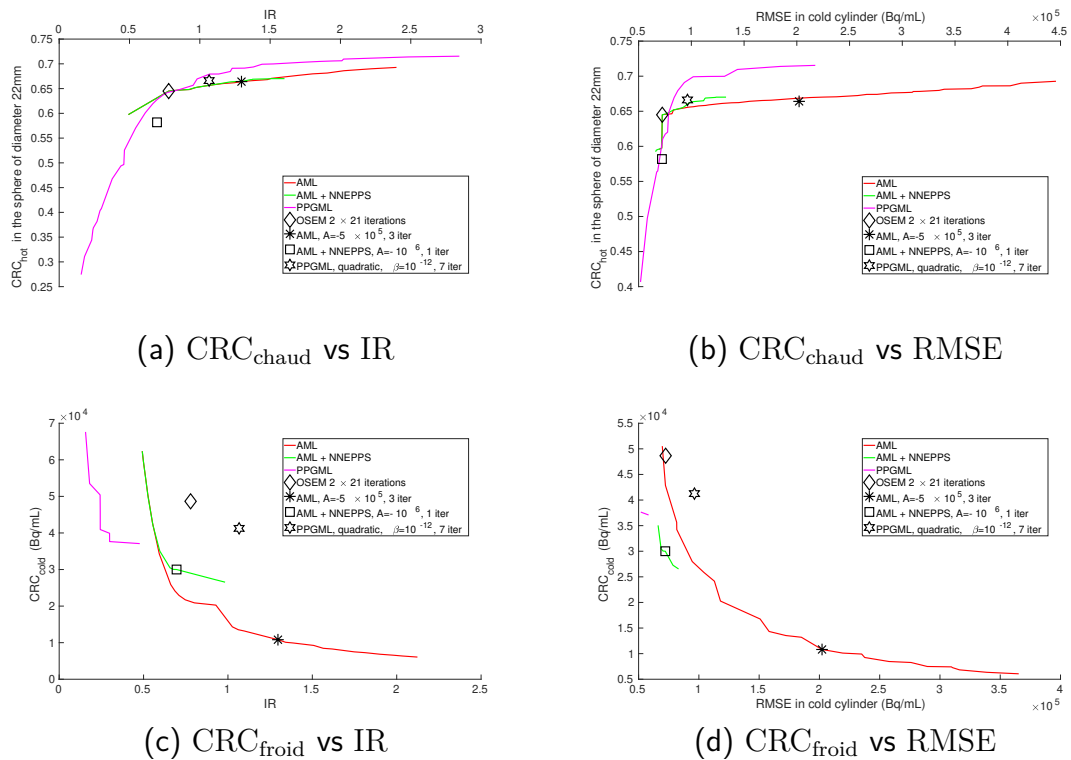 IR
0 0.5 1 1.5 2 2.5 3
0.75
0.7
0.65
0.6
0.55
0.5
0.45
0.4
0.35
0.3
0.25
CRC hot in the sphere of diameter 22mm
AML
AML + NNEPPS
PPGML
OSEM 2 × 21 iterations
AML, A=-5 × 10 5, 3 iter
AML + NNEPPS, A=- 10 6, 1 iter
PPGML, quadratic, β=10 -12, 7 iter
(a) CRCchaud vs IR
RMSE in cold cylinder (Bq/mL)
× 10 5
0.5 1 1.5 2 2.5 3 3.5 4 4.5
0.75
0.7
0.65
0.6
0.55
0.5
0.45
0.4
CRC hot in the sphere of diameter 22mm
AML
AML + NNEPPS
PPGML
OSEM 2 × 21 iterations
AML, A=-5 × 10 5, 3 iter
AML + NNEPPS, A=- 10 6, 1 iter
PPGML, quadratic, β=10 -12, 7 iter
(b) CRCchaud vs RMSE
× 10 4
7
6
5
4
3
2
1
0
CRC cold (Bq/mL)
AML
AML + NNEPPS
PPGML
OSEM 2 × 21 iterations
AML, A=-5 × 10 5, 3 iter
AML + NNEPPS, A=- 10 6, 1 iter
PPGML, quadratic, β=10 -12, 7 iter
0 0.5 1 1.5 2 2.5
IR
(c) CRCfroid vs IR
× 10 4
5.5
5
4.5
4
3.5
3
2.5
2
1.5
1
0.5
CRC cold (Bq/mL)
AML
AML + NNEPPS
PPGML
OSEM 2 × 21 iterations
AML, A=-5 × 10 5, 3 iter
AML + NNEPPS, A=- 10 6, 1 iter
PPGML, quadratic, β=10 -12, 7 iter
0.5 1 1.5 2 2.5 3 3.5 4
RMSE in cold cylinder (Bq/mL)
× 10 5
(d) CRCfroid vs RMSE